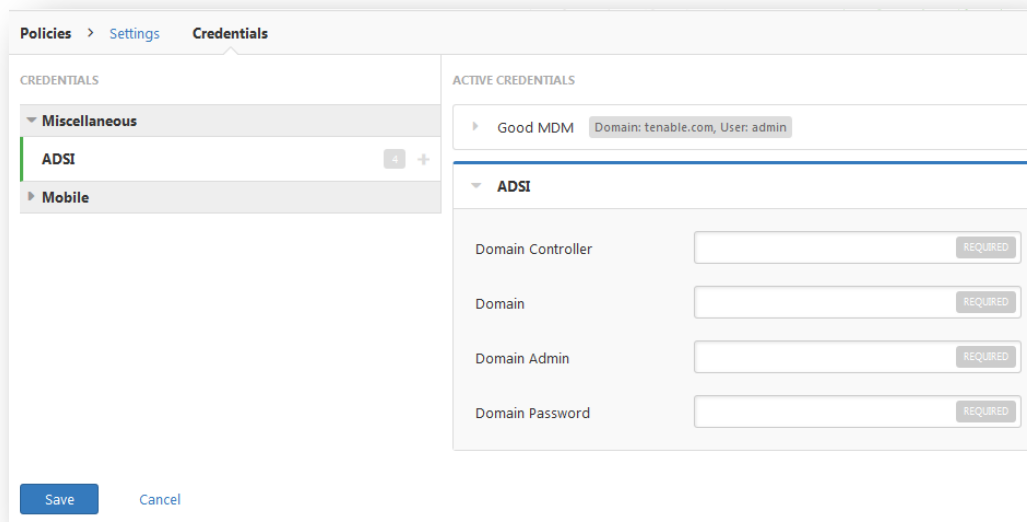 Policies > Settings Credentials
CREDENTIALS
ACTIVE CREDENTIALS
Miscellaneous
ADSI 4 +
Mobile
Good MDM Domain: tenable.com, User: admin
ADSI
Domain Controller REQUIRED
Domain REQUIRED
Domain Admin REQUIRED
Domain Password REQUIRED
Save Cancel